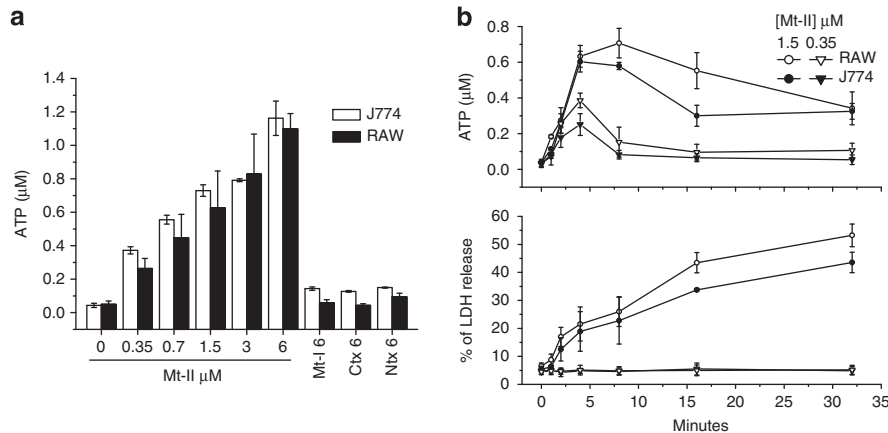 a
1.4
1.2
1.0
0.8
0.6
0.4
0.2
0.0
ATP (μM)
J774
RAW
0 0.35 0.7 1.5 3 6 Mt-I 6 Ctx 6 Ntx 6
Mt-II μM
b
[Mt-II] μM
1.5 0.35
RAW
J774
0.8
0.6
0.4
0.2
0.0
ATP (μM)
60
50
40
30
20
10
0
% of LDH release
0 5 10 15 20 25 30 35
Minutes